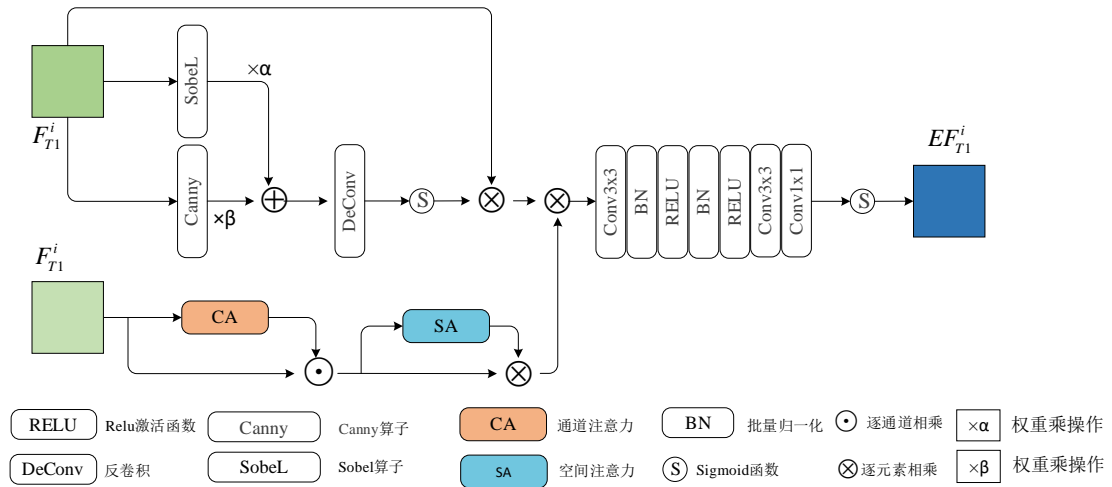 F_{T1}^i
SobeL
×α
Canny
×β
DeConv
S
Conv3x3
BN
RELU
BN
RELU
Conv3x3
Conv1x1
S
EF_{T1}^i
F_{T1}^i
CA
SA
RELU Relu激活函数
Canny Canny算子
CA 通道注意力
BN 批量归一化
逐通道相乘
×α 权重乘操作
DeConv 反卷积
SobeL Sobel算子
SA 空间注意力
S Sigmoid函数
逐元素相乘
×β 权重乘操作